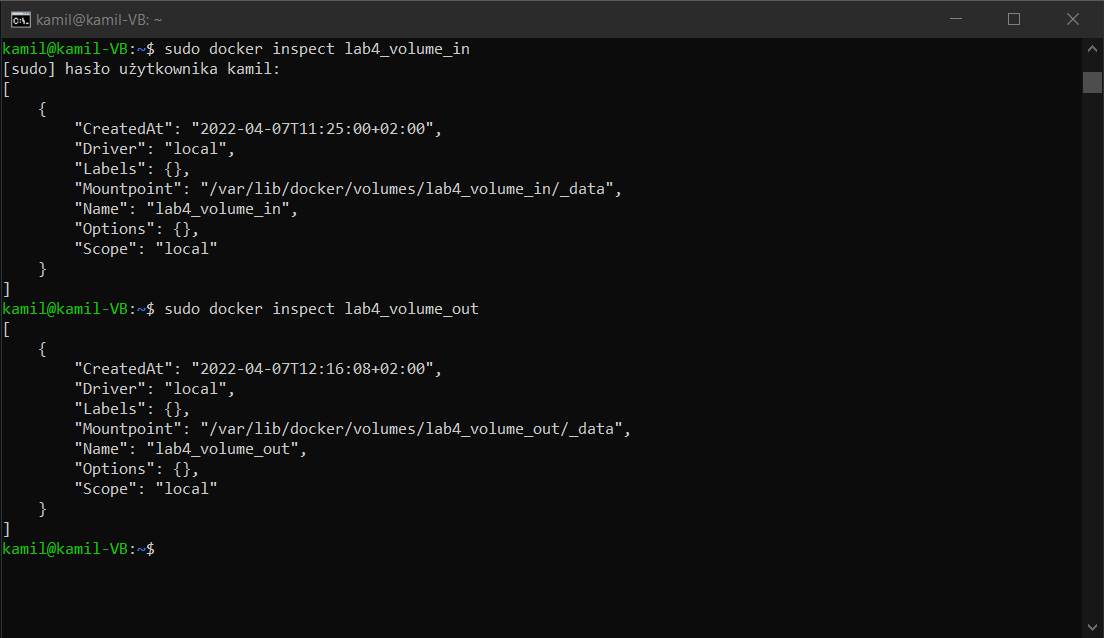 kamil@kamil-VB: ~
kamil@kamil-VB:~$ sudo docker inspect lab4_volume_in
[sudo] hasło użytkownika kamil:
[
    {
        "CreatedAt": "2022-04-07T11:25:00+02:00",
        "Driver": "local",
        "Labels": {},
        "Mountpoint": "/var/lib/docker/volumes/lab4_volume_in/_data",
        "Name": "lab4_volume_in",
        "Options": {},
        "Scope": "local"
    }
]
kamil@kamil-VB:~$ sudo docker inspect lab4_volume_out
[
    {
        "CreatedAt": "2022-04-07T12:16:08+02:00",
        "Driver": "local",
        "Labels": {},
        "Mountpoint": "/var/lib/docker/volumes/lab4_volume_out/_data",
        "Name": "lab4_volume_out",
        "Options": {},
        "Scope": "local"
    }
]
kamil@kamil-VB:~$